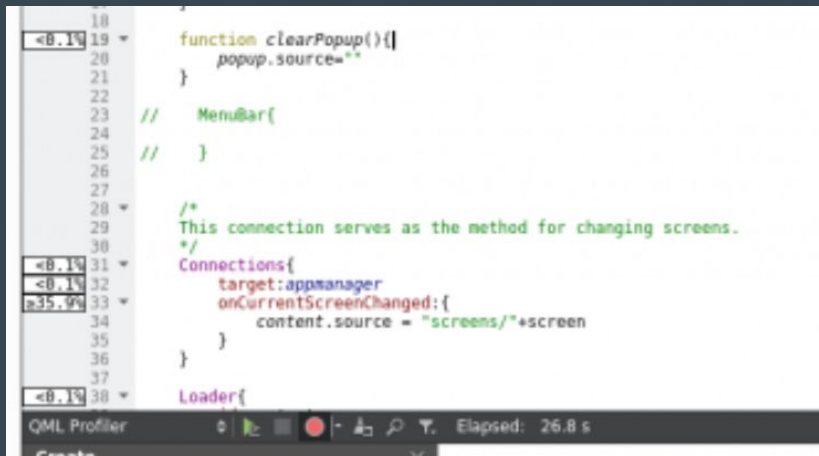 18
<0.1% 19 function clearPopup(){
20 popup.source=""
21 }
22
23 // MenuBar{
24
25 // }
26
27
28 /*
29 This connection serves as the method for changing screens.
30 */
<0.1% 31 Connections{
<0.1% 32 target:appmanager
≥35.9% 33 onCurrentScreenChanged:{
34 content.source = "screens/"+screen
35 }
36 }
37
<0.1% 38 Loader{
QML Profiler Elapsed: 26.8 s
Create